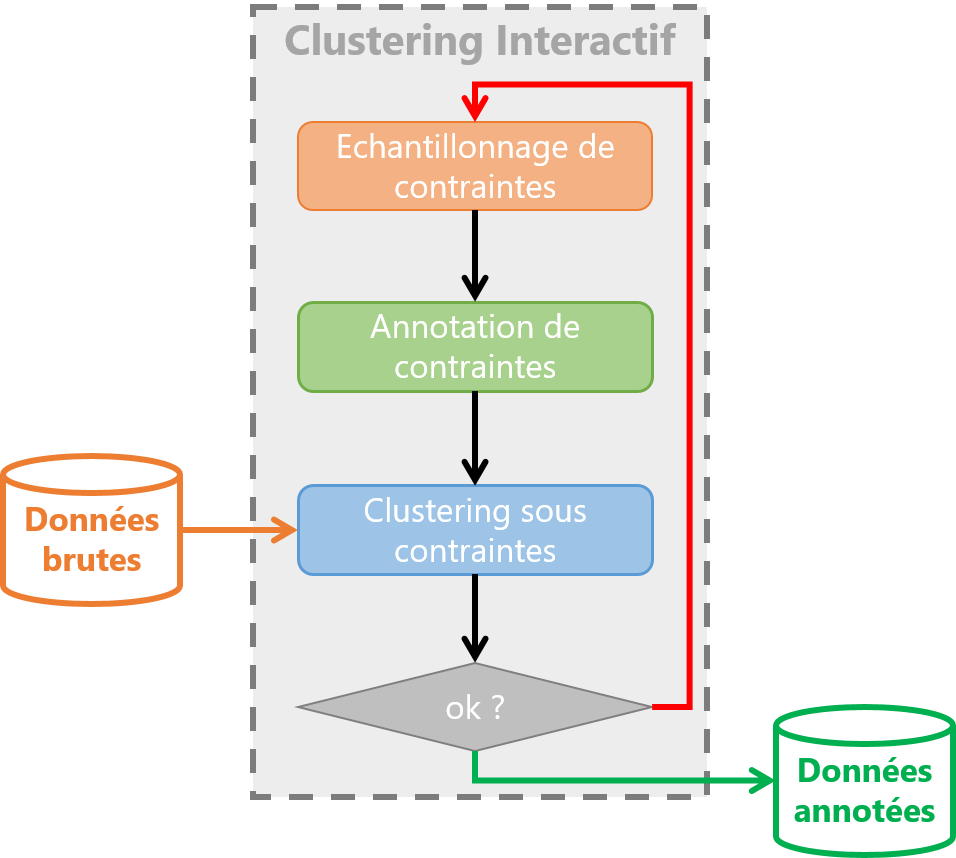 Clustering Interactif
Echantillonnage de
contraintes
Annotation de
contraintes
Clustering sous
contraintes
Données
brutes
ok ?
Données
annotées